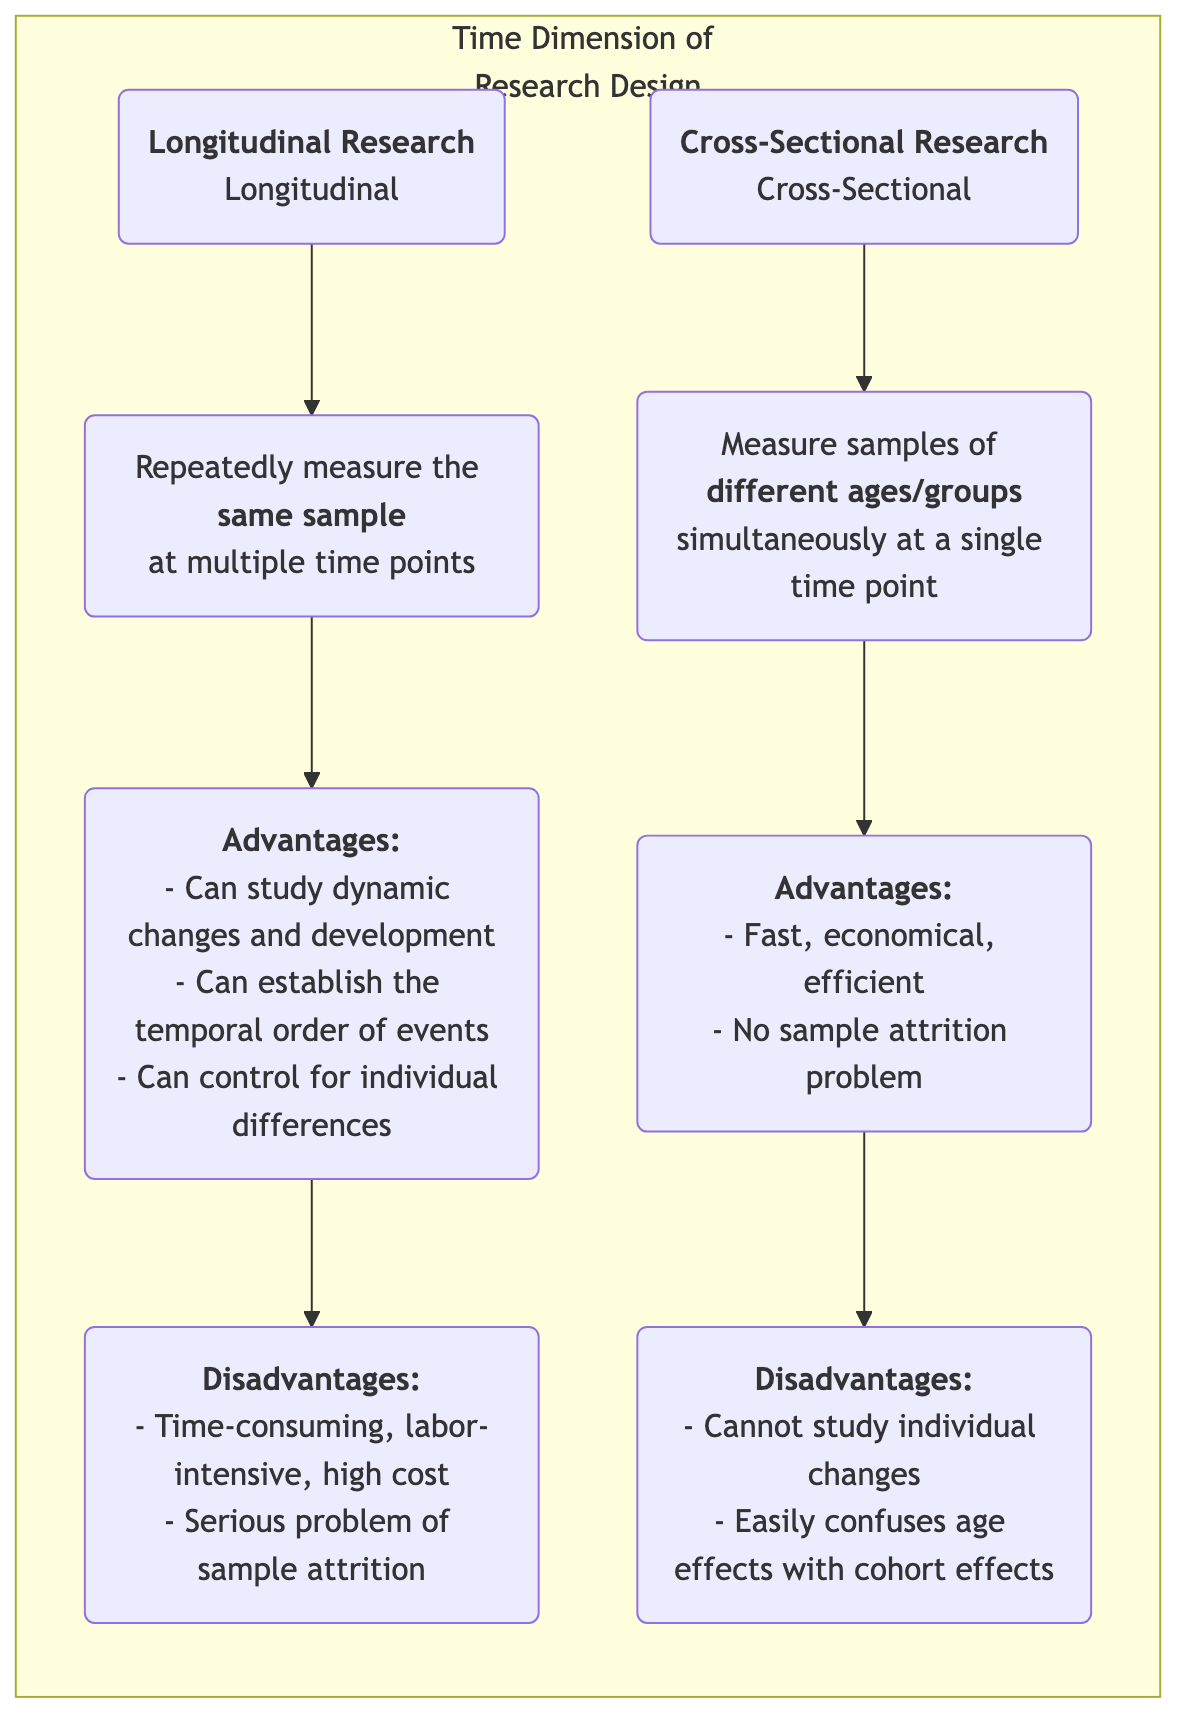 Time Dimension of
Research Design
Longitudinal Research
Longitudinal
Repeatedly measure the
same sample
at multiple time points
Advantages:
- Can study dynamic
changes and development
- Can establish the
temporal order of events
- Can control for individual
differences
Disadvantages:
- Time-consuming, labor-
intensive, high cost
- Serious problem of
sample attrition
Cross-Sectional Research
Cross-Sectional
Measure samples of
different ages/groups
simultaneously at a single
time point
Advantages:
- Fast, economical,
efficient
- No sample attrition
problem
Disadvantages:
- Cannot study individual
changes
- Easily confuses age
effects with cohort effects